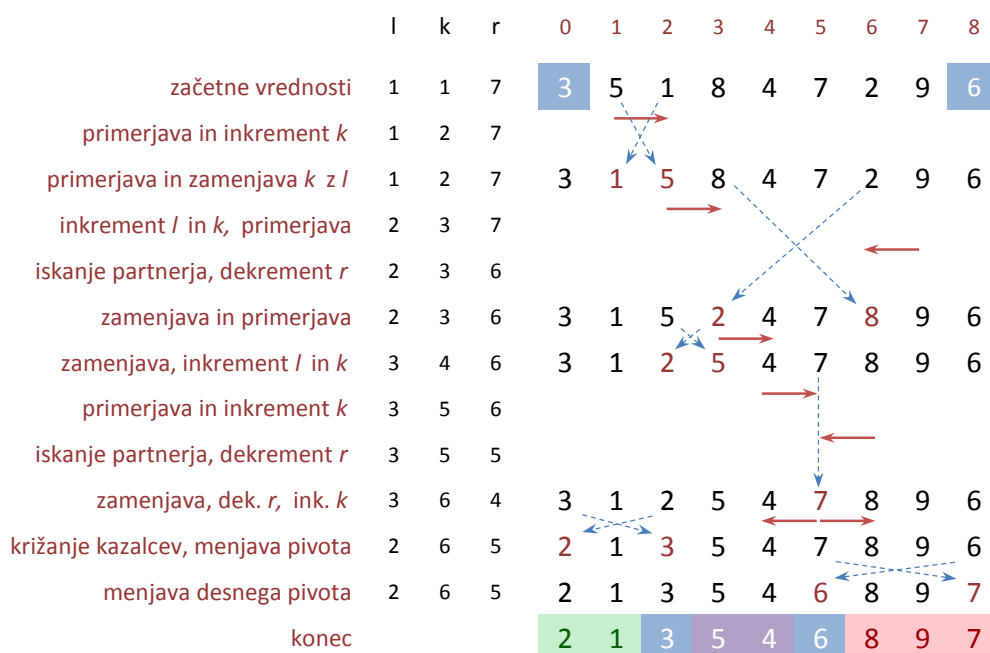 l k r 0 1 2 3 4 5 6 7 8
začetne vrednosti 1 1 7 3 5 1 8 4 7 2 9 6
primerjava in inkrement k 1 2 7
primerjava in zamenjava k z l 1 2 7 3 1 5 8 4 7 2 9 6
inkrement l in k, primerjava 2 3 7
iskanje partnerja, dekrement r 2 3 6
zamenjava in primerjava 2 3 6 3 1 5 2 4 7 8 9 6
zamenjava, inkrement l in k 3 4 6 3 1 2 5 4 7 8 9 6
primerjava in inkrement k 3 5 6
iskanje partnerja, dekrement r 3 5 5
zamenjava, dek. r, ink. k 3 6 4 3 1 2 5 4 7 8 9 6
križanje kazalcev, menjava pivota 2 6 5 2 1 3 5 4 7 8 9 6
menjava desnega pivota 2 6 5 2 1 3 5 4 6 8 9 7
konec 2 1 3 5 4 6 8 9 7